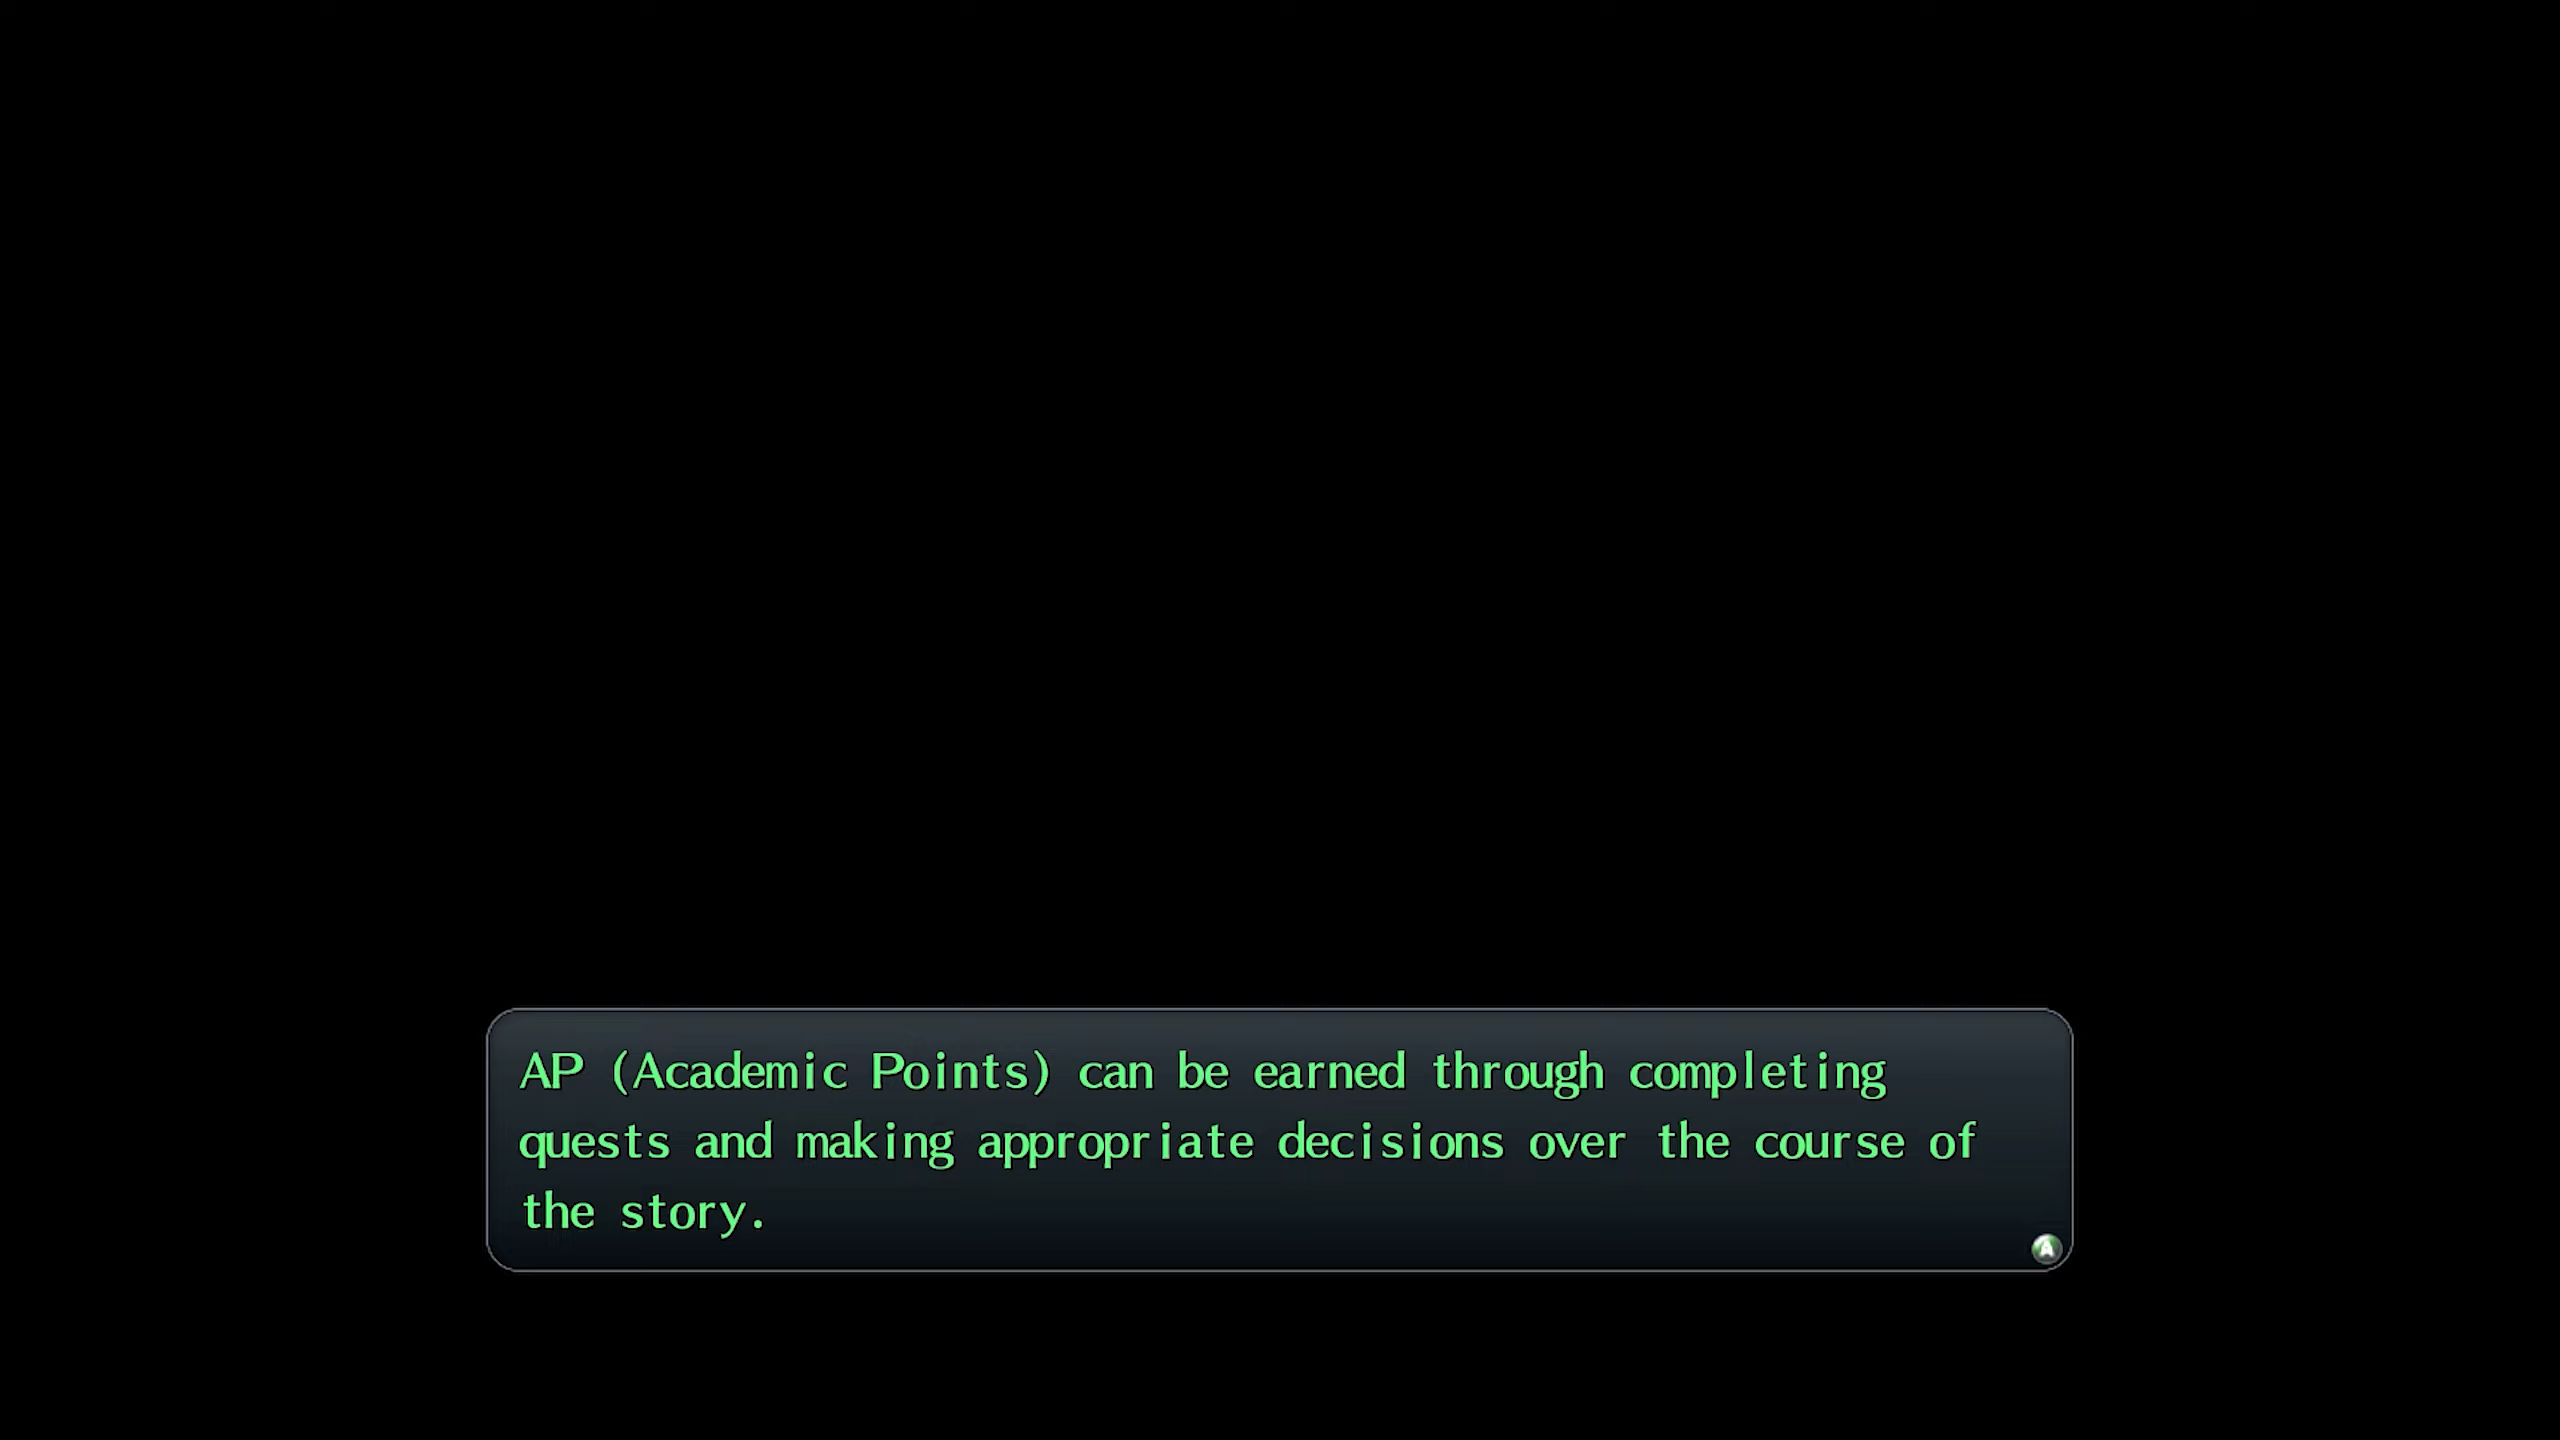 AP (Academic Points) can be earned through completing
quests and making appropriate decisions over the course of
the story.
A